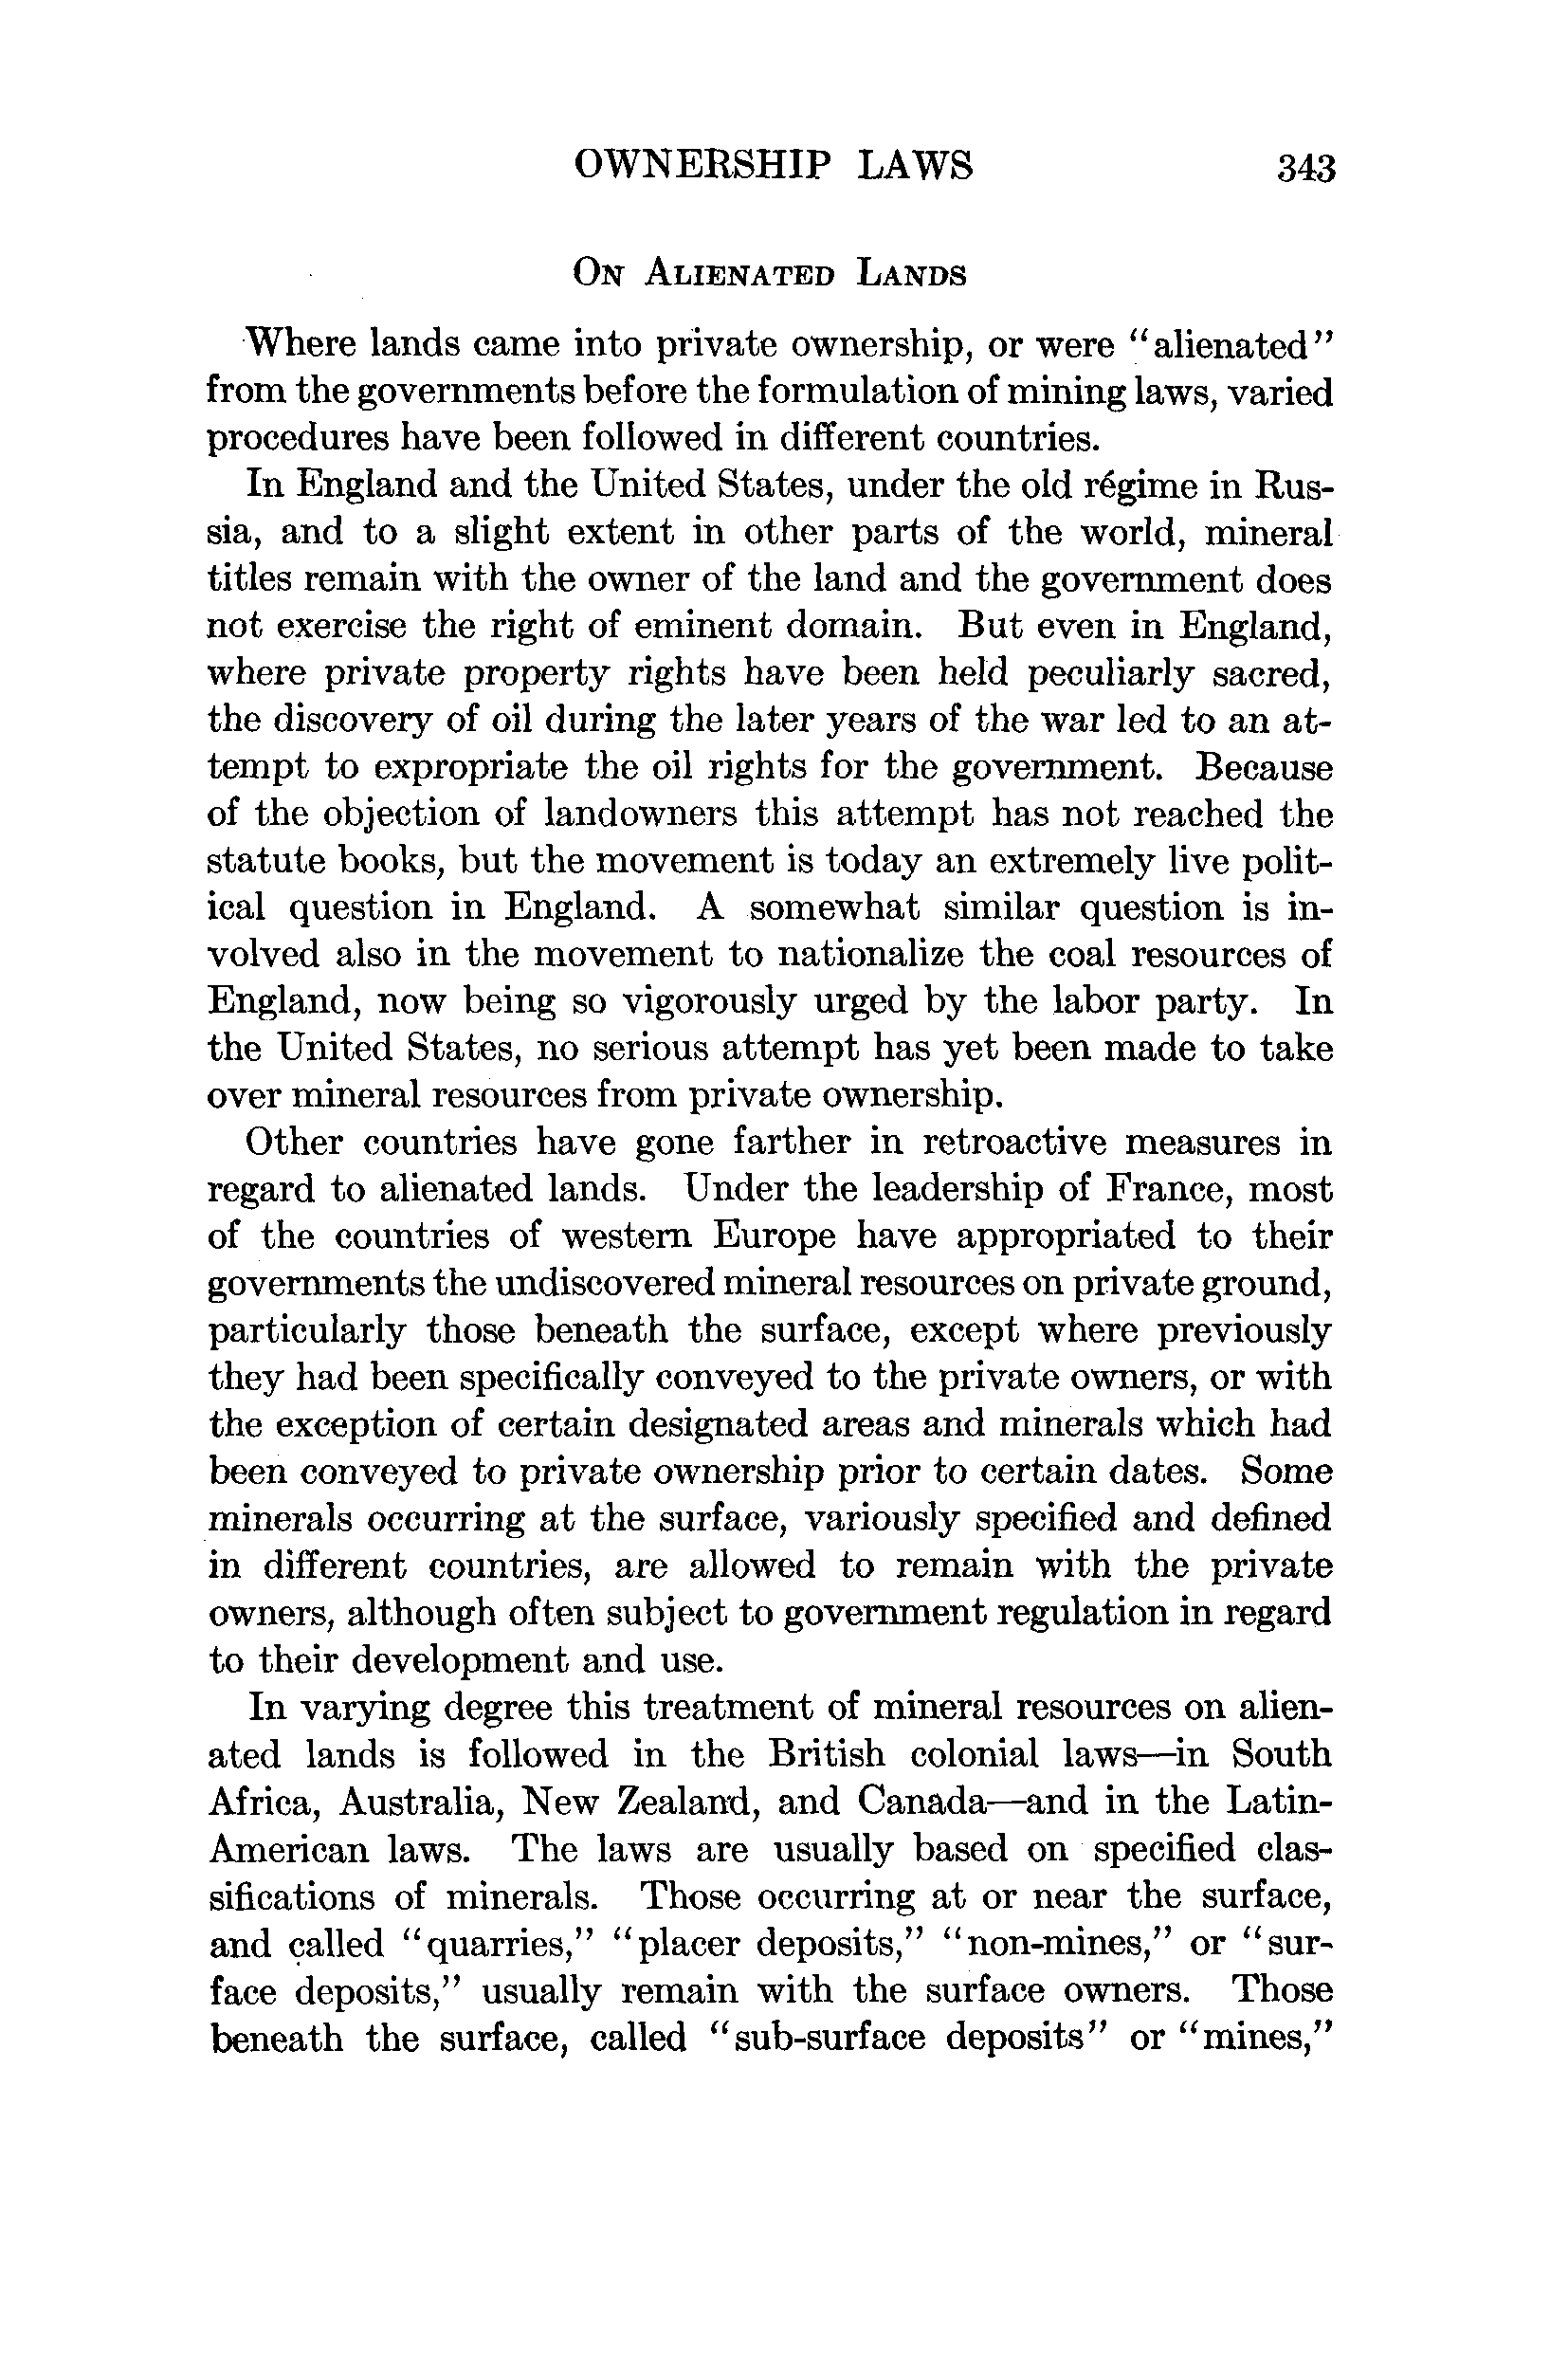 OWNERSHIP LAWS 343
ON ALIENATED LANDS
Where lands came into private ownership, or were "alienated"
from the governments before the formulation of mining laws, varied
procedures have been followed in different countries.
In England and the United States, under the old régime in Rus-
sia, and to a slight extent in other parts of the world, mineral
titles remain with the owner of the land and the government does
not exercise the right of eminent domain. But even in England,
where private property rights have been held peculiarly sacred,
the discovery of oil during the later years of the war led to an at-
tempt to expropriate the oil rights for the government. Because
of the objection of landowners this attempt has not reached the
statute books, but the movement is today an extremely live polit-
ical question in England. A somewhat similar question is in-
volved also in the movement to nationalize the coal resources of
England, now being so vigorously urged by the labor party. In
the United States, no serious attempt has yet been made to take
over mineral resources from private ownership.
Other countries have gone farther in retroactive measures in
regard to alienated lands. Under the leadership of France, most
of the countries of western Europe have appropriated to their
governments the undiscovered mineral resources on private ground,
particularly those beneath the surface, except where previously
they had been specifically conveyed to the private owners, or with
the exception of certain designated areas and minerals which had
been conveyed to private ownership prior to certain dates. Some
minerals occurring at the surface, variously specified and defined
in different countries, are allowed to remain with the private
owners, although often subject to government regulation in regard
to their development and use.
In varying degree this treatment of mineral resources on alien-
ated lands is followed in the British colonial laws—in South
Africa, Australia, New Zealand, and Canada—and in the Latin-
American laws. The laws are usually based on specified clas-
sifications of minerals. Those occurring at or near the surface,
and called "quarries," "placer deposits," "non-mines," or "sur-
face deposits," usually remain with the surface owners. Those
beneath the surface, called "sub-surface deposits" or "mines,"